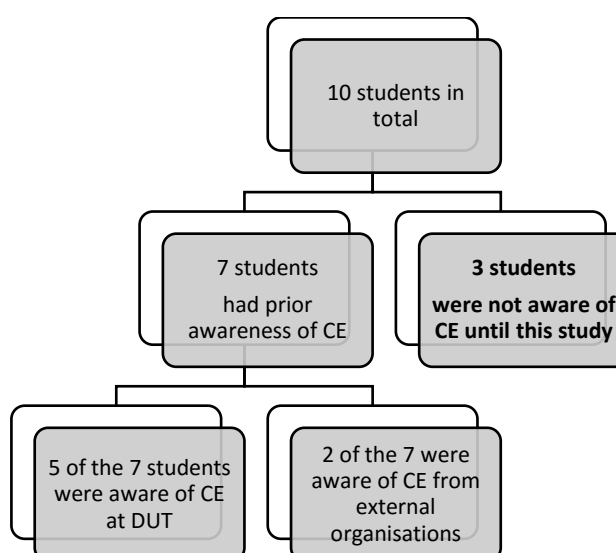 10 students in
total
7 students
had prior
awareness of CE
3 students
were not aware of
CE until this study
5 of the 7 students
were aware of CE
at DUT
2 of the 7 were
aware of CE from
external
organisations